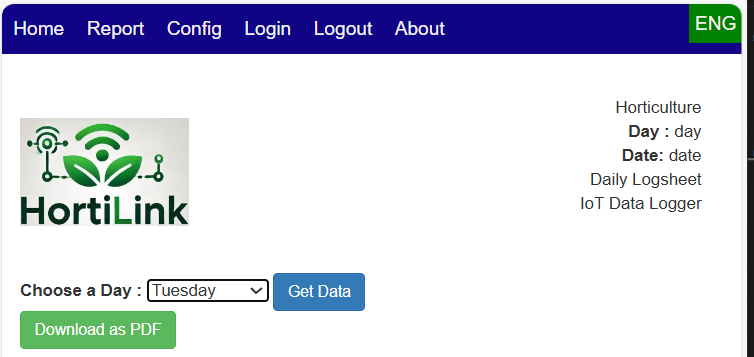 Home Report Config Login Logout About ENG
Horticulture
Day : day
Date: date
Daily Logsheet
IoT Data Logger
HortiLink
Choose a Day : Tuesday Get Data
Download as PDF